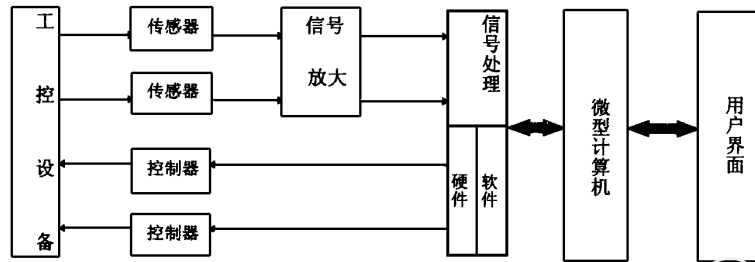 工控设备
传感器
传感器
控制器
控制器
信号
放大
信号处理
硬件
软件
微型计算机
用户界面